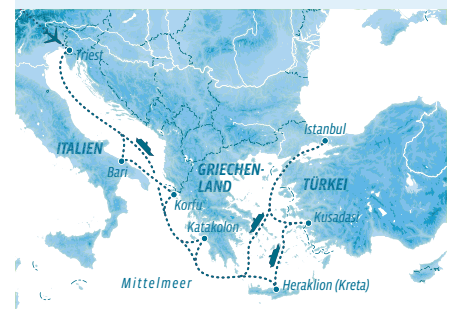 Triest
Istanbul
ITALIEN
Bari
GRIECHEN-
LAND
TÜRKEI
Korfu
Kusadasi
Katakolon
Mittelmeer
Heraklion (Kreta)